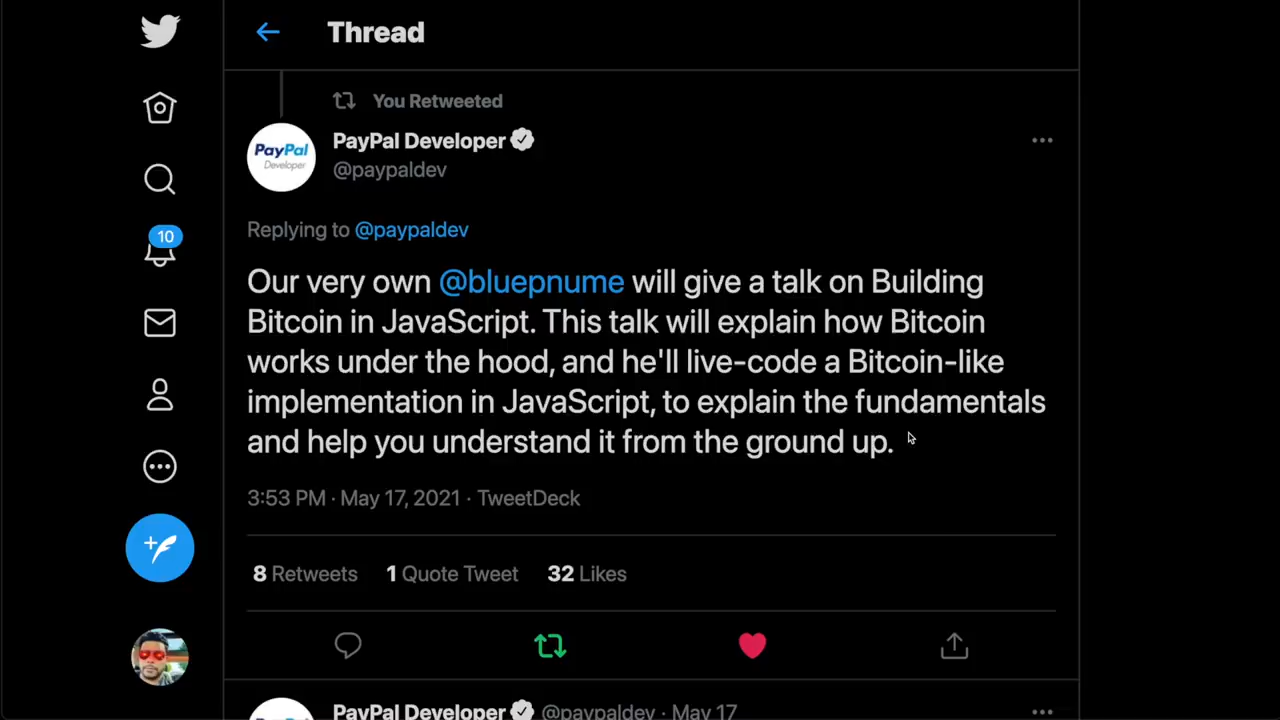 Thread
You Retweeted
PayPal Developer
@paypaldev
PayPal
Developer
Replying to @paypaldev
10
Our very own @bluepnume will give a talk on Building
Bitcoin in JavaScript. This talk will explain how Bitcoin
works under the hood, and he'll live-code a Bitcoin-like
implementation in JavaScript, to explain the fundamentals
and help you understand it from the ground up.
3:53 PM · May 17, 2021 · TweetDeck
8 Retweets 1 Quote Tweet 32 Likes
PayPal Developer @paypaldev · May 17